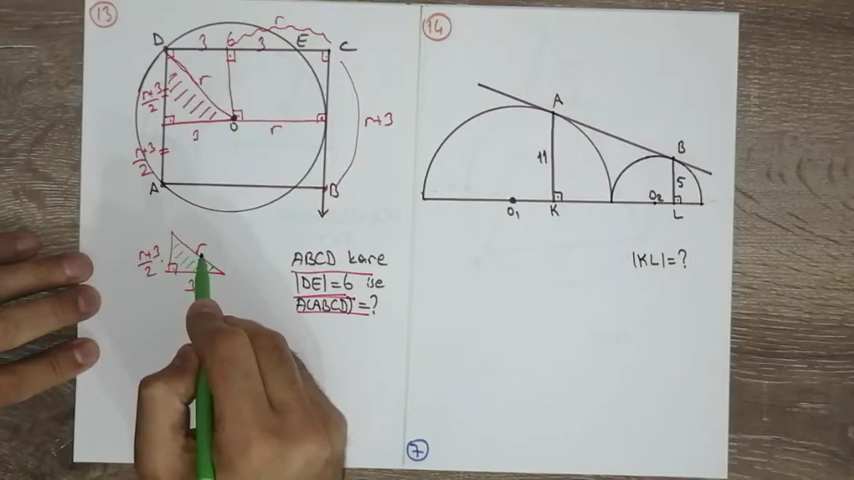 13
r
D 3 6 3 E C
r
r+3
2
3 O r
r+3
r+3
2
A B
r+3
2
r
3
ABCD kare
|DE|=6 ise
A(ABCD)=?
14
A
11
B
5
O1 K O2 L
|KL|=?
7